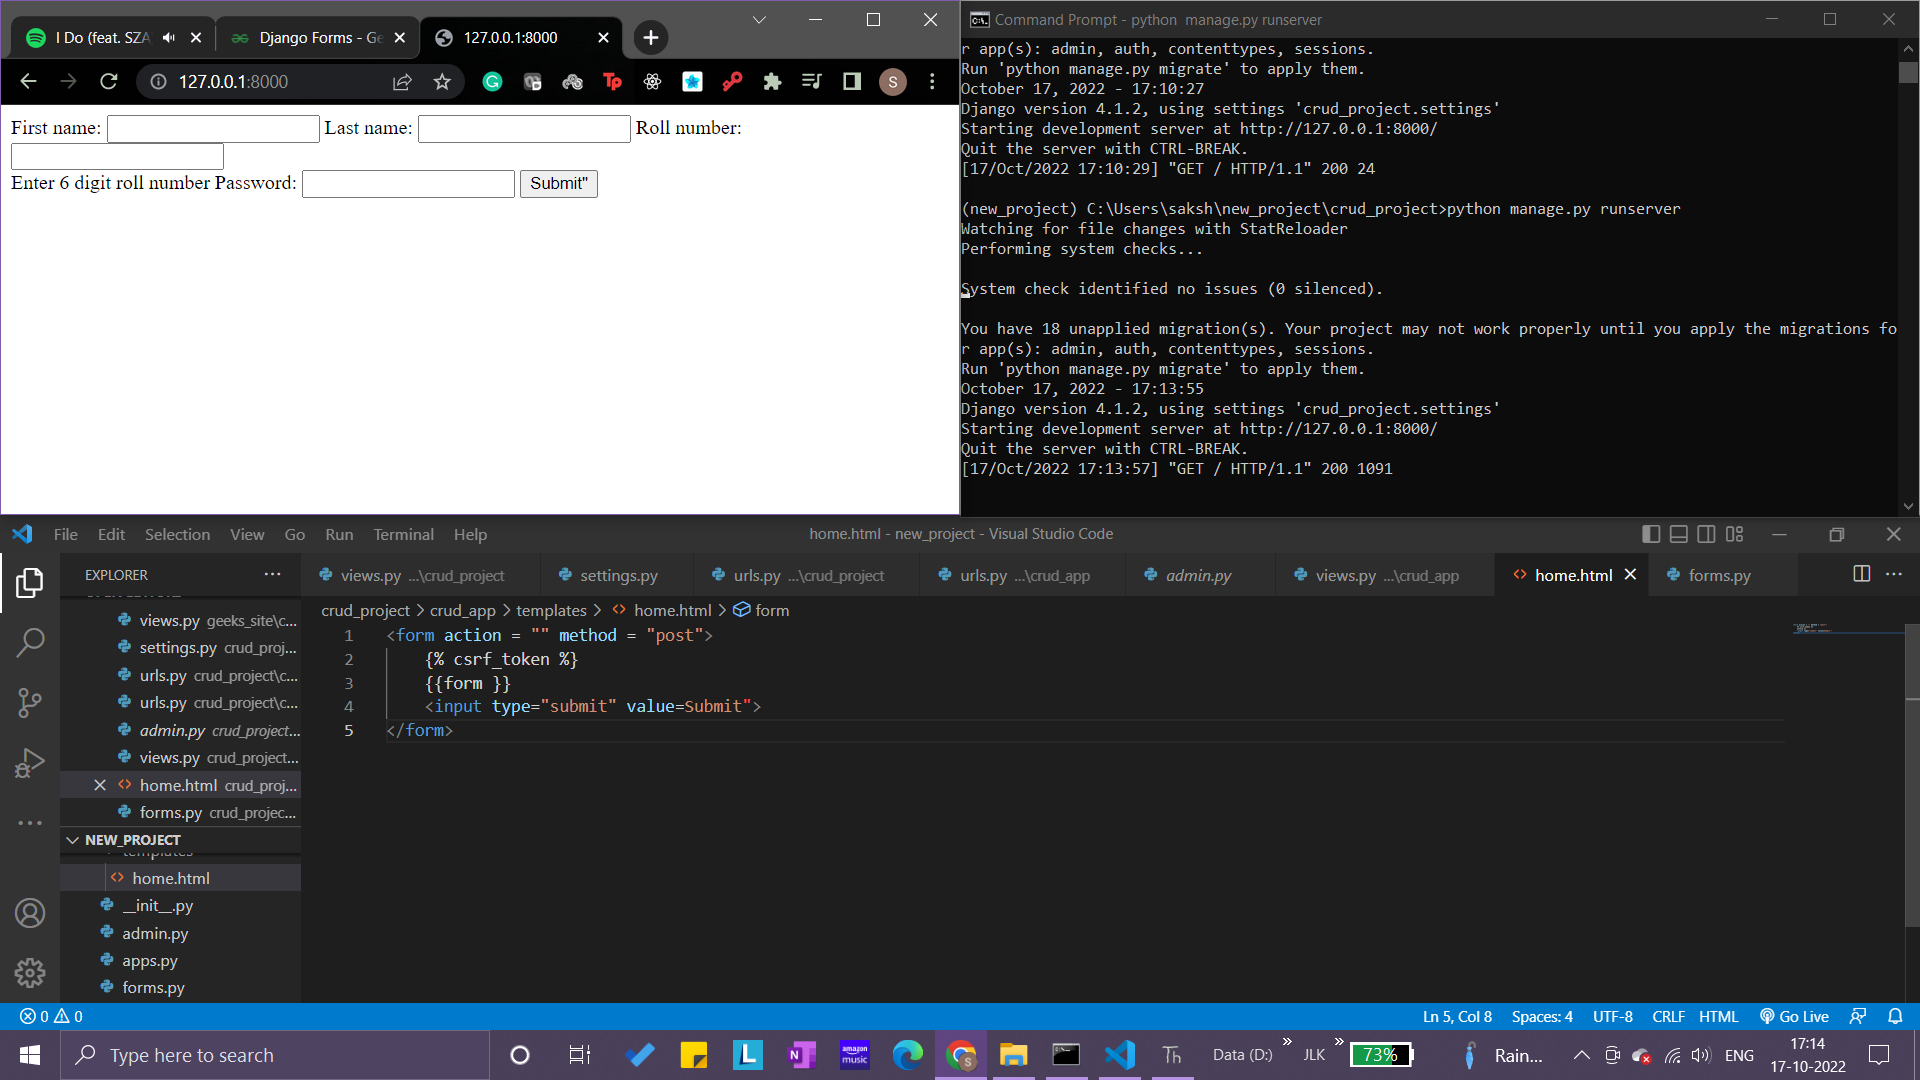 I Do (feat. SZA
Django Forms - Ge
127.0.0.1:8000
127.0.0.1:8000
Tp
S
First name: Last name: Roll number:
Enter 6 digit roll number Password: Submit"
Command Prompt - python  manage.py runserver
r app(s): admin, auth, contenttypes, sessions.
Run 'python manage.py migrate' to apply them.
October 17, 2022 - 17:10:27
Django version 4.1.2, using settings 'crud_project.settings'
Starting development server at http://127.0.0.1:8000/
Quit the server with CTRL-BREAK.
[17/Oct/2022 17:10:29] "GET / HTTP/1.1" 200 24
(new_project) C:\Users\saksh\new_project\crud_project>python manage.py runserver
Watching for file changes with StatReloader
Performing system checks...
System check identified no issues (0 silenced).
You have 18 unapplied migration(s). Your project may not work properly until you apply the migrations fo
r app(s): admin, auth, contenttypes, sessions.
Run 'python manage.py migrate' to apply them.
October 17, 2022 - 17:13:55
Django version 4.1.2, using settings 'crud_project.settings'
Starting development server at http://127.0.0.1:8000/
Quit the server with CTRL-BREAK.
[17/Oct/2022 17:13:57] "GET / HTTP/1.1" 200 1091
File Edit Selection View Go Run Terminal Help
home.html - new_project - Visual Studio Code
EXPLORER
views.py ...\crud_project settings.py urls.py ...\crud_project urls.py ...\crud_app admin.py views.py ...\crud_app home.html forms.py
crud_project > crud_app > templates > home.html > form
views.py geeks_site\c...
settings.py crud_proj...
urls.py crud_project\c...
urls.py crud_project\c...
admin.py crud_project...
views.py crud_project...
home.html crud_proj...
forms.py crud_projec...
NEW_PROJECT
templates
home.html
__init__.py
admin.py
apps.py
forms.py
1 <form action = "" method = "post">
2 {% csrf_token %}
3 {{form }}
4 <input type="submit" value=Submit">
5 </form>
0 0
Ln 5, Col 8 Spaces: 4 UTF-8 CRLF HTML Go Live
Type here to search
L
N
amazon music
S
Th
Data (D:) » JLK » 73% Rain... ENG
17:14
17-10-2022